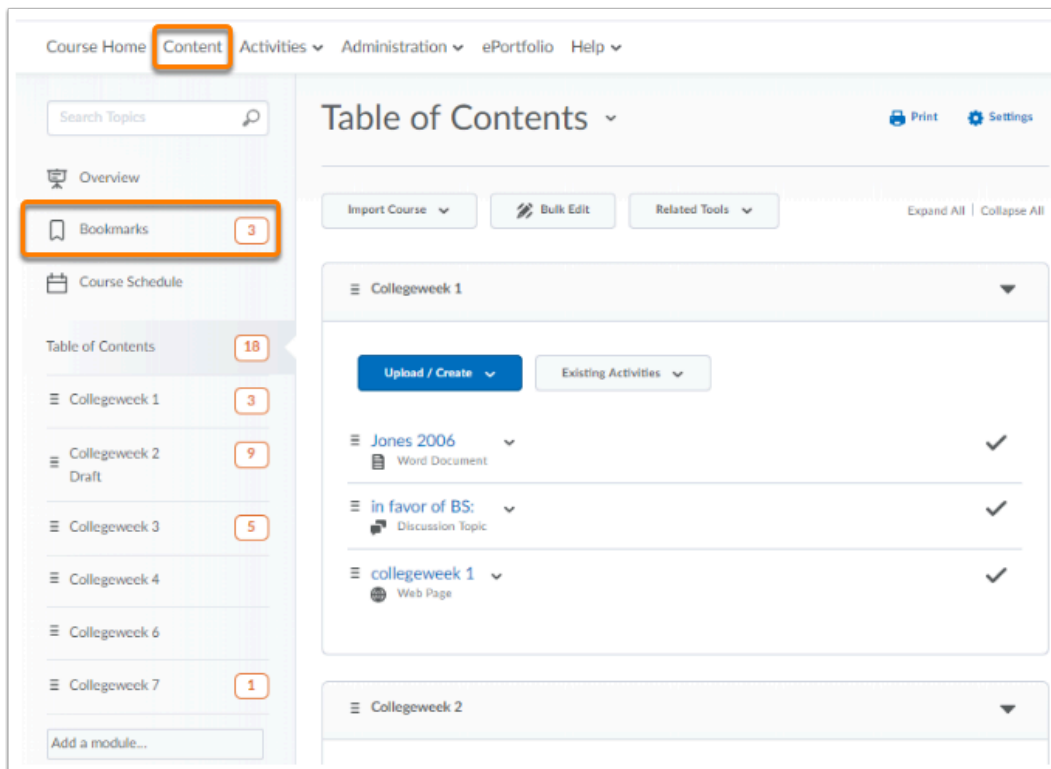 Course Home Content Activities Administration ePortfolio Help
Search Topics
Overview
Bookmarks 3
Course Schedule
Table of Contents 18
Collegeweek 1 3
Collegeweek 2 9
Draft
Collegeweek 3 5
Collegeweek 4
Collegeweek 6
Collegeweek 7 1
Add a module...
Table of Contents
Print Settings
Import Course Bulk Edit Related Tools Expand All | Collapse All
Collegeweek 1
Upload / Create Existing Activities
Jones 2006
Word Document
in favor of BS:
Discussion Topic
collegeweek 1
Web Page
Collegeweek 2